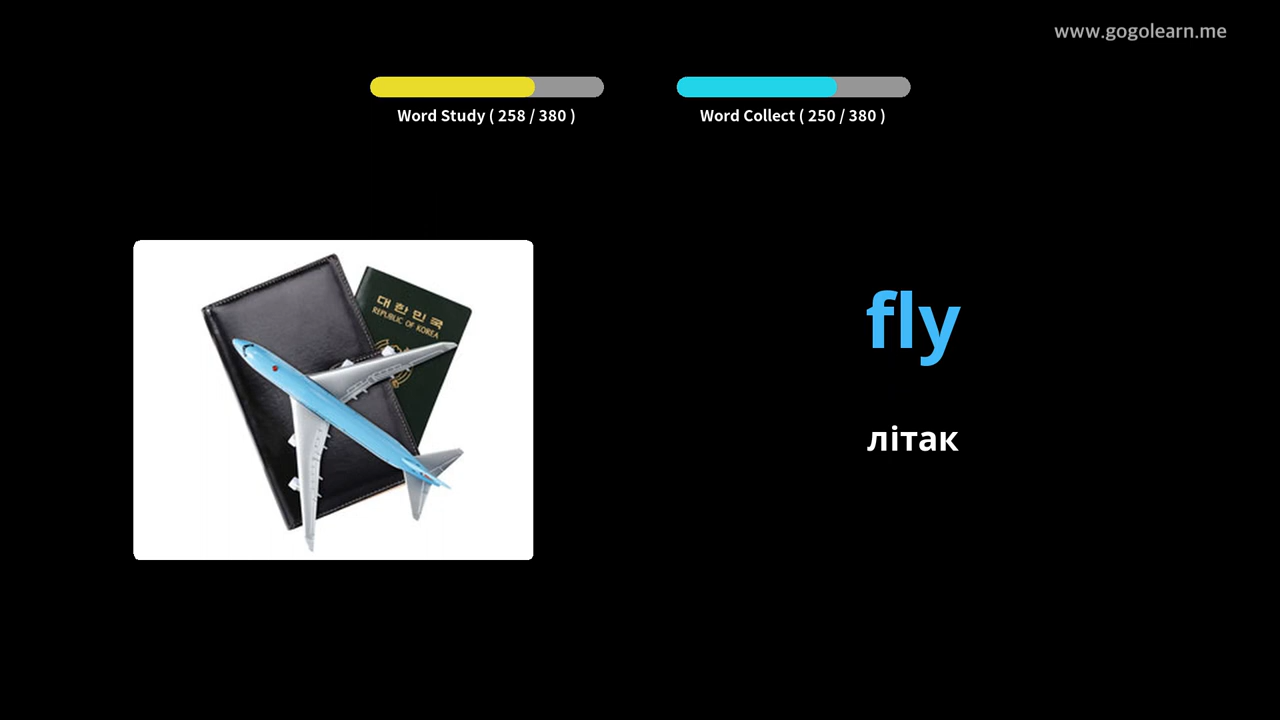 www.gogolearn.me
Word Study ( 258 / 380 )
Word Collect ( 250 / 380 )
대한민국
REPUBLIC OF KOREA
fly
літак